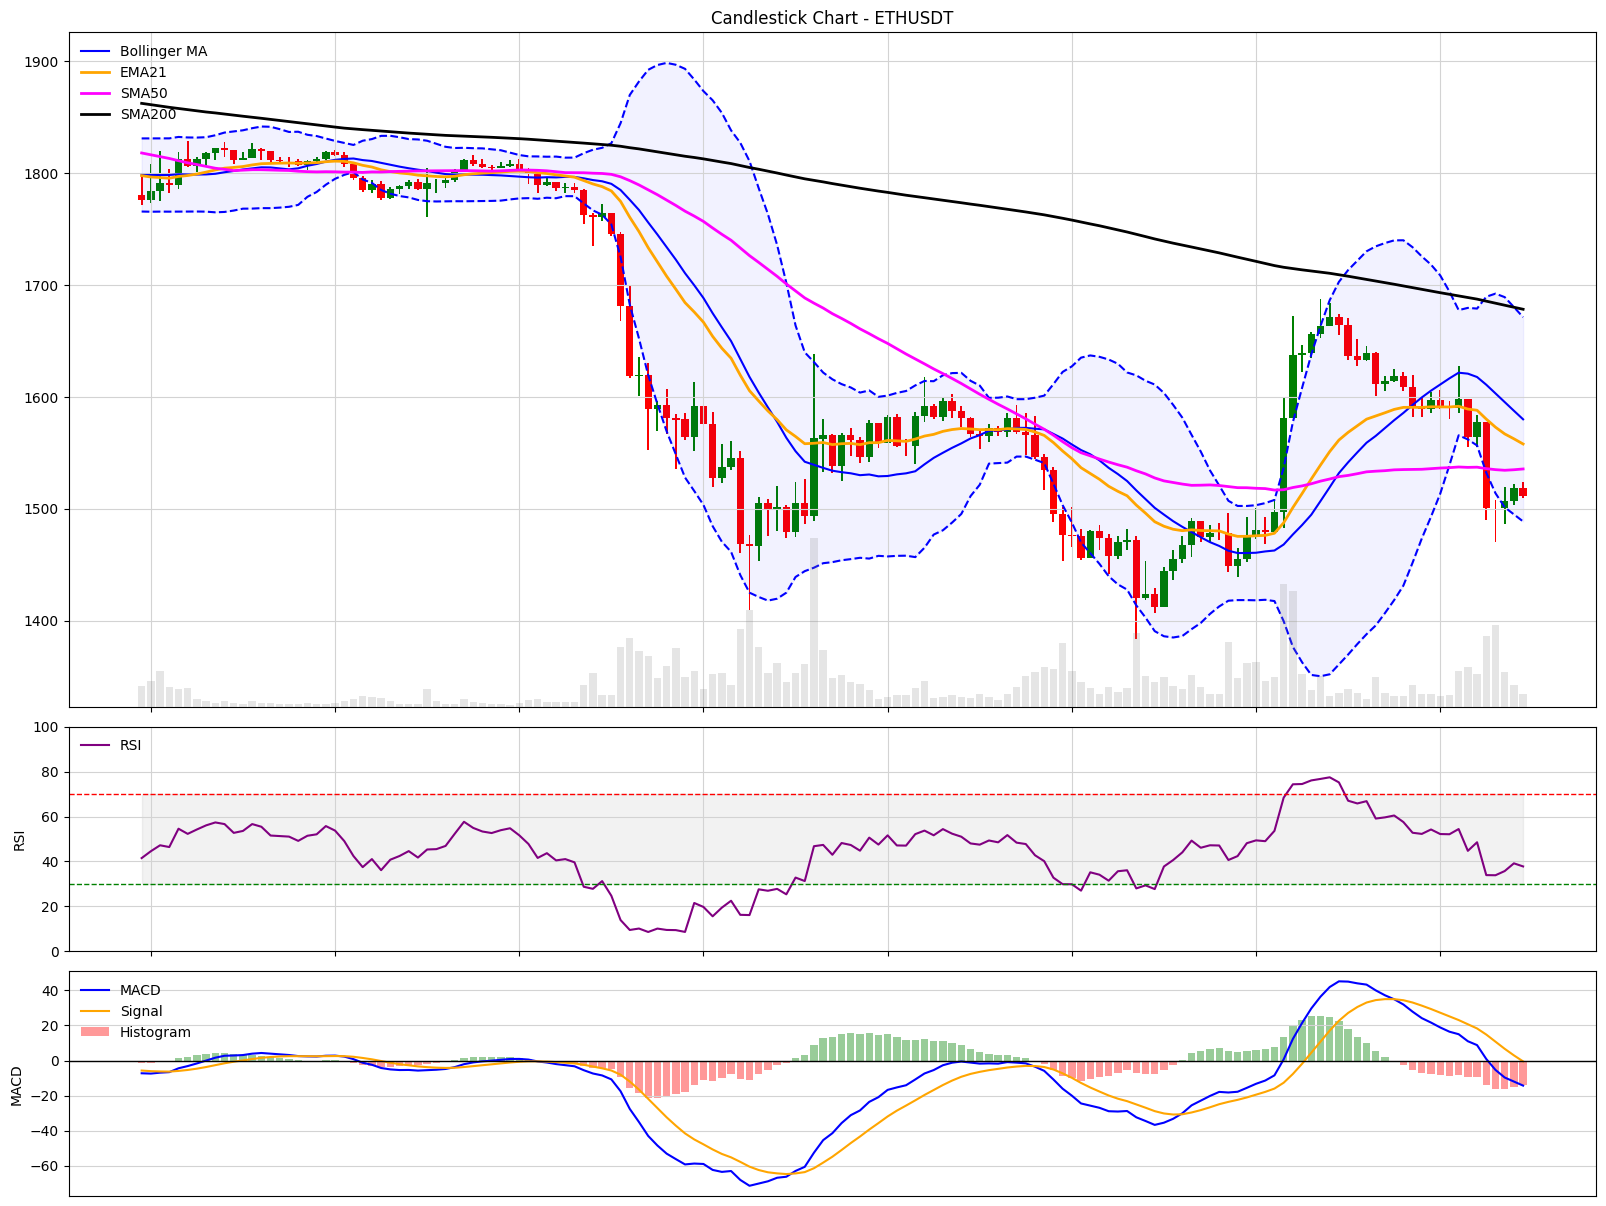 Candlestick Chart - ETHUSDT
Bollinger MA
EMA21
SMA50
SMA200
1900
1800
1700
1600
1500
1400
RSI
100
80
60
40
20
0
RSI
MACD
Signal
Histogram
40
20
0
−20
−40
−60
MACD